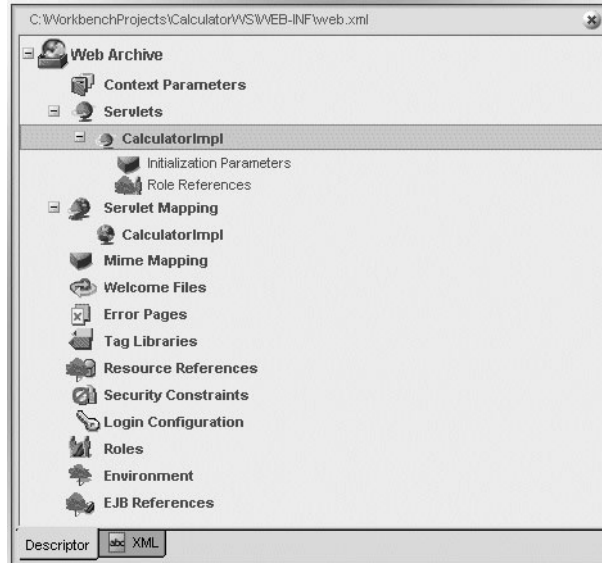 C:\WorkbenchProjects\CalculatorWS\WEB-INF\web.xml
Web Archive
Context Parameters
Servlets
CalculatorImpl
Initialization Parameters
Role References
Servlet Mapping
CalculatorImpl
Mime Mapping
Welcome Files
Error Pages
Tag Libraries
Resource References
Security Constraints
Login Configuration
Roles
Environment
EJB References
Descriptor abc XML